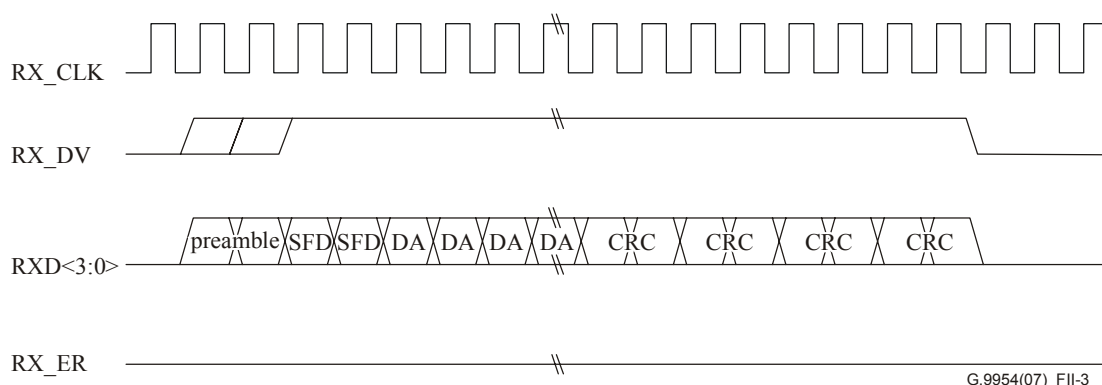 RX_CLK
RX_DV
preamble SFD SFD DA DA DA DA CRC CRC CRC CRC
RXD<3:0>
RX_ER
G.9954(07)_FII-3